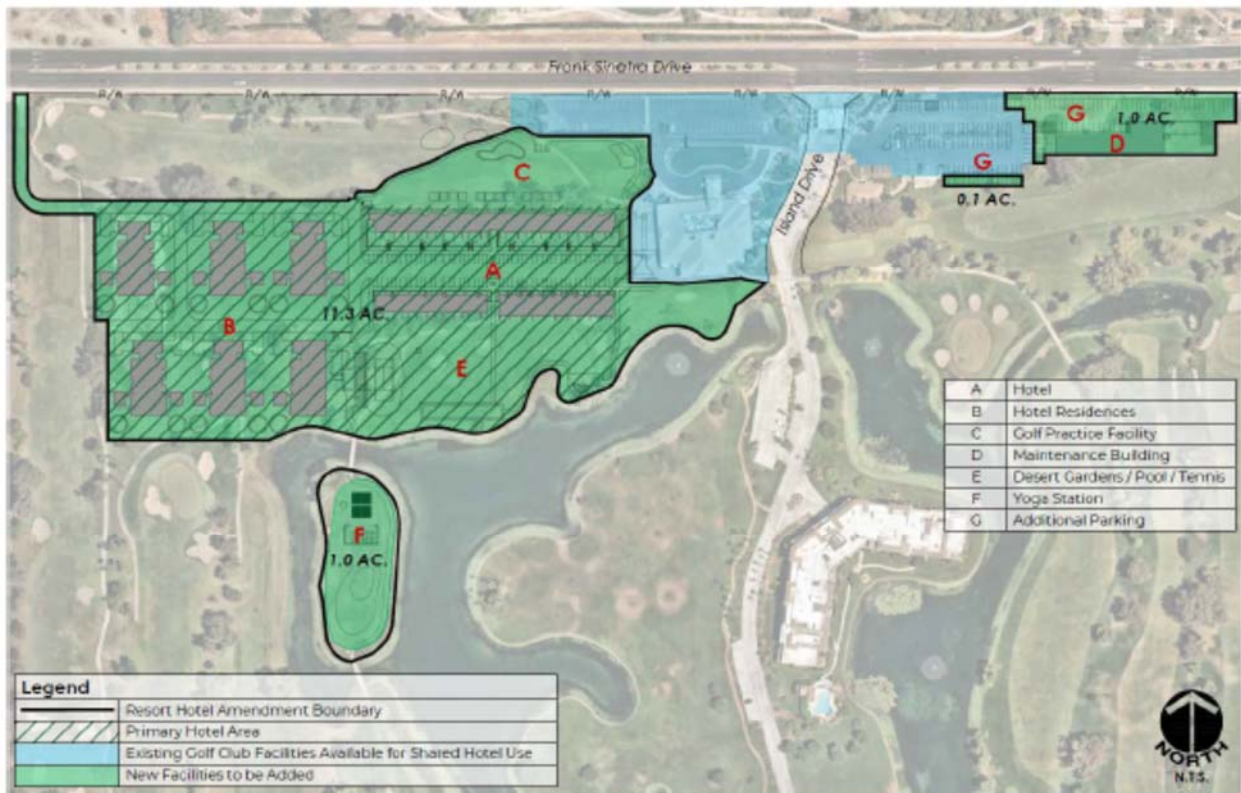 Frank Sinatra Drive
R/W R/W R/W R/W R/W R/W R/W R/W
G
1.0 AC.
D
C
G
Island Drive
0.1 AC.
A
11.3 AC.
B
E
A Hotel
B Hotel Residences
C Golf Practice Facility
D Maintenance Building
E Desert Gardens / Pool / Tennis
F Yoga Station
G Additional Parking
F
1.0 AC.
Legend
Resort Hotel Amendment Boundary
Primary Hotel Area
Existing Golf Club Facilities Available for Shared Hotel Use
New Facilities to be Added
NORTH
N.T.S.